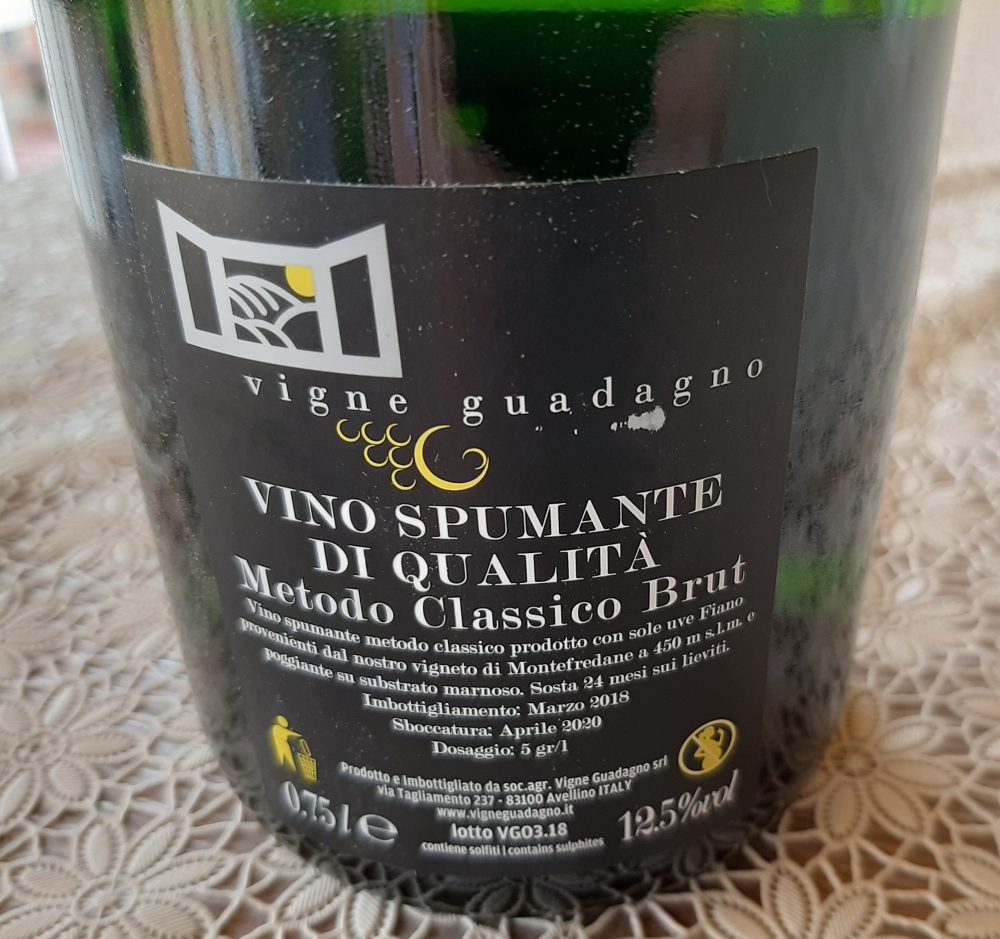 vigne guadagno
VINO SPUMANTE
DI QUALITÀ
Metodo Classico Brut
Vino spumante metodo classico prodotto con sole uve Fiano
provenienti dal nostro vigneto di Montefredane a 450 m s.l.m. e
poggiante su substrato marnoso. Sosta 24 mesi sui lieviti.
Imbottigliamento: Marzo 2018
Sboccatura: Aprile 2020
Dosaggio: 5 gr/l
Prodotto e Imbottigliato da soc.agr. Vigne Guadagno srl
via Tagliamento 237 - 83100 Avellino ITALY
www.vigneguadagno.it
0,75 l e
lotto VG03.18
12.5%vol
contiene solfiti | contains sulphites